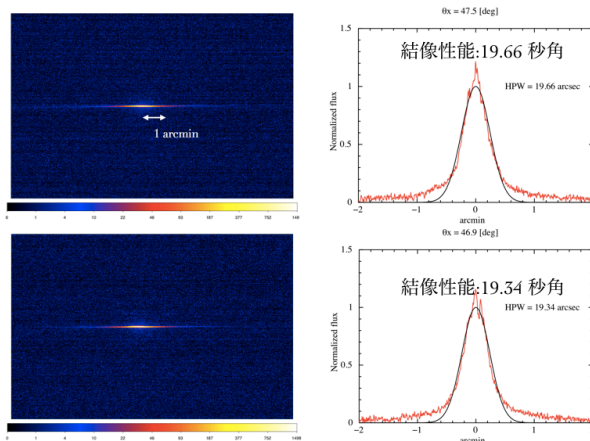 θx = 47.5 [deg]
結像性能:19.66 秒角
HPW = 19.66 arcsec
1.5
1
0.5
0
Normalized flux
−2
−1
0
1
arcmin
1 arcmin
θx = 46.9 [deg]
結像性能:19.34 秒角
HPW = 19.34 arcsec
1.5
1
0.5
0
Normalized flux
−2
−1
0
1
arcmin